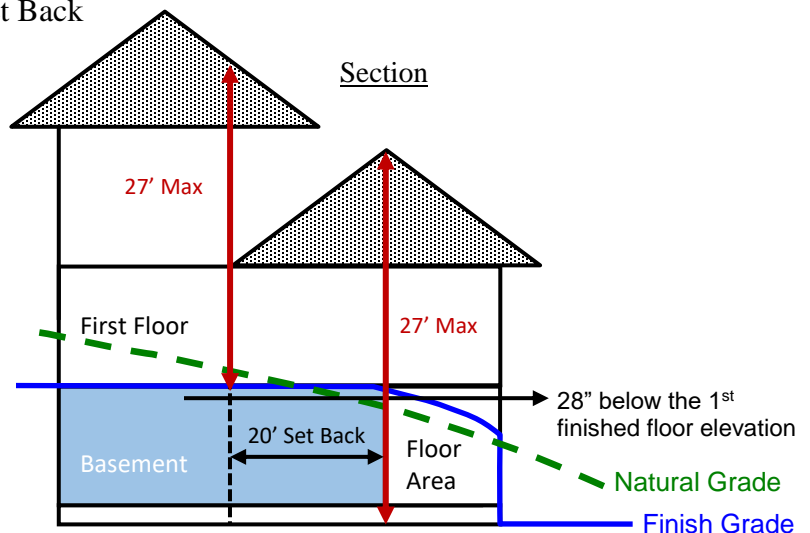 t Back
Section
27’ Max
First Floor
27’ Max
28” below the 1st
finished floor elevation
20’ Set Back
Basement
Floor
Area
Natural Grade
Finish Grade